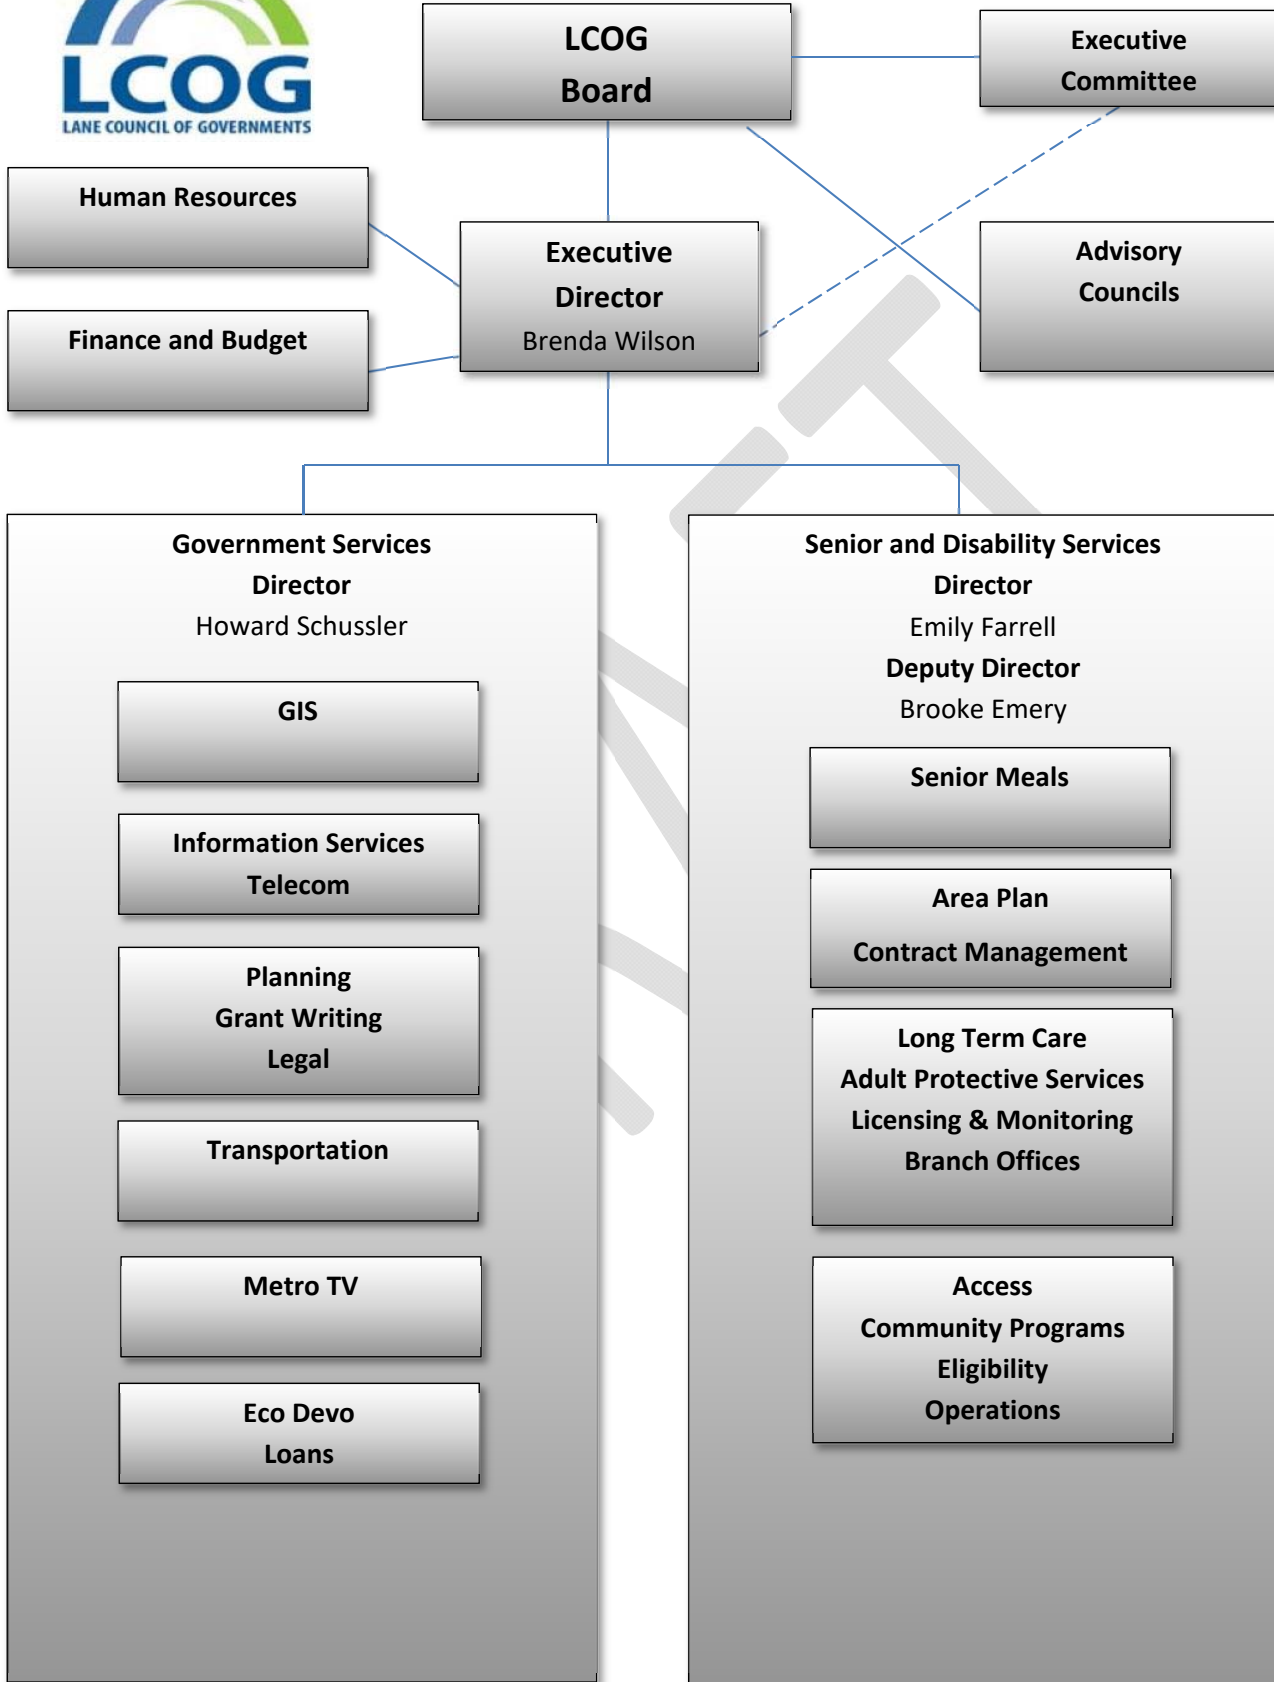 LCOG
LANE COUNCIL OF GOVERNMENTS
LCOG
Board
Executive
Committee
Human Resources
Executive
Director
Brenda Wilson
Advisory
Councils
Finance and Budget
Government Services
Director
Howard Schussler
GIS
Information Services
Telecom
Planning
Grant Writing
Legal
Transportation
Metro TV
Eco Devo
Loans
Senior and Disability Services
Director
Emily Farrell
Deputy Director
Brooke Emery
Senior Meals
Area Plan
Contract Management
Long Term Care
Adult Protective Services
Licensing & Monitoring
Branch Offices
Access
Community Programs
Eligibility
Operations